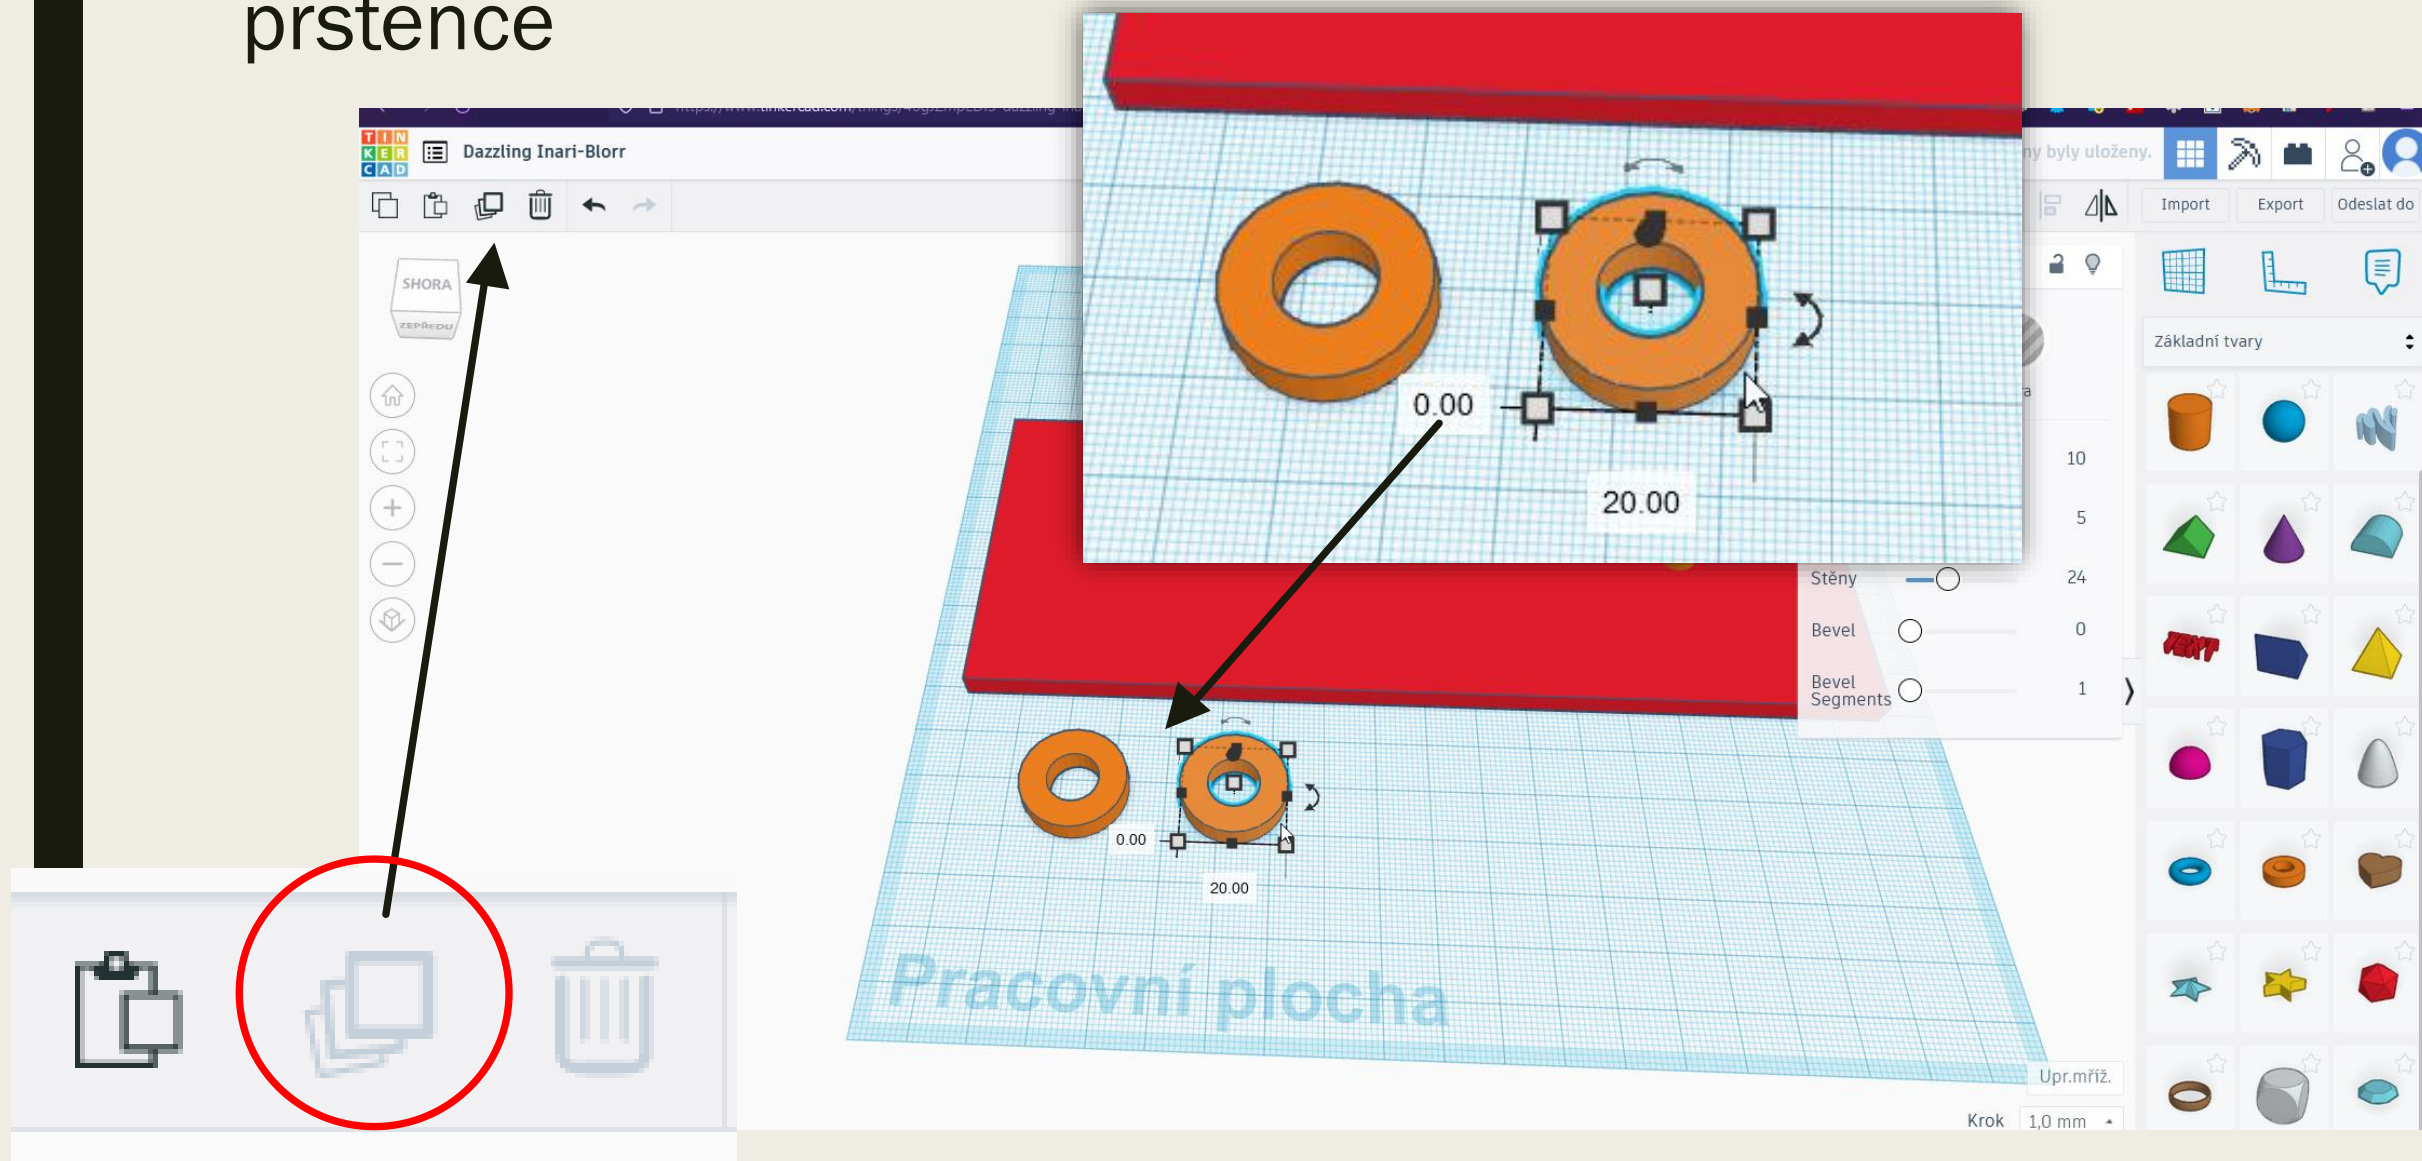 prstence
TIN
KER
CAD
Dazzling Inari-Blorr
ny byly uloženy.
Import
Export
Odeslat do
SHORA
ZEPŘEDU
Základní tvary
0.00
20.00
a
10
5
Stěny
24
Bevel
0
Bevel
Segments
1
TEXT
0.00
20.00
Pracovní plocha
Upr.mříž.
Krok
1,0 mm